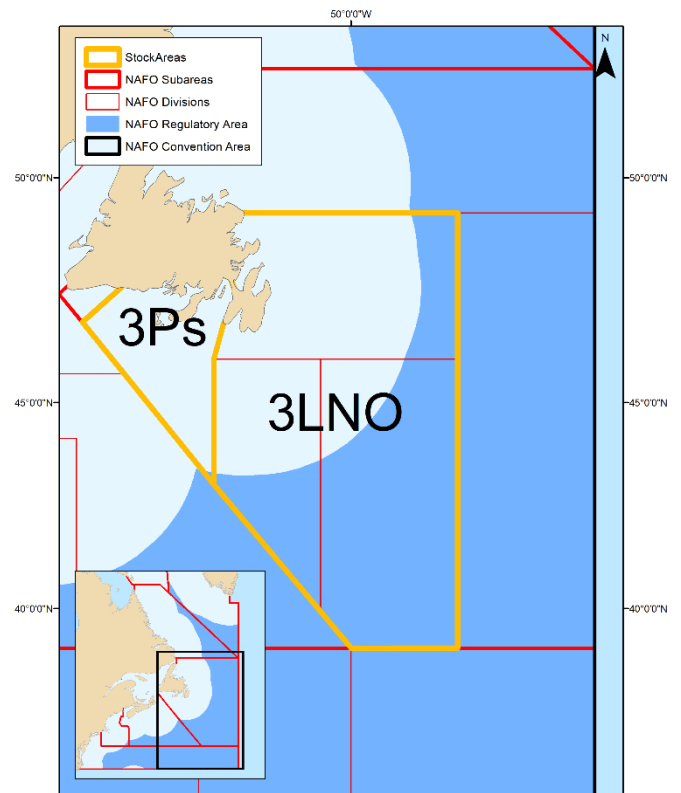 50°0'0"W
StockAreas
NAFO Subareas
NAFO Divisions
NAFO Regulatory Area
NAFO Convention Area
N
50°0'0"N
50°0'0"N
3Ps
45°0'0"N
3LNO
45°0'0"N
40°0'0"N
40°0'0"N